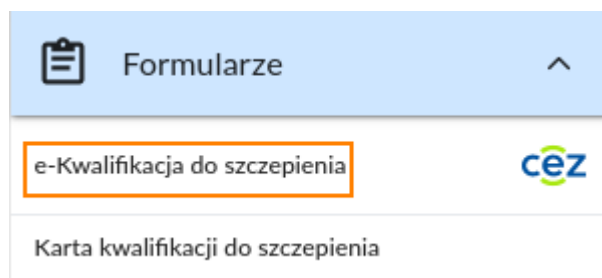 Formularze
e-Kwalifikacja do szczepienia
cez
Karta kwalifikacji do szczepienia